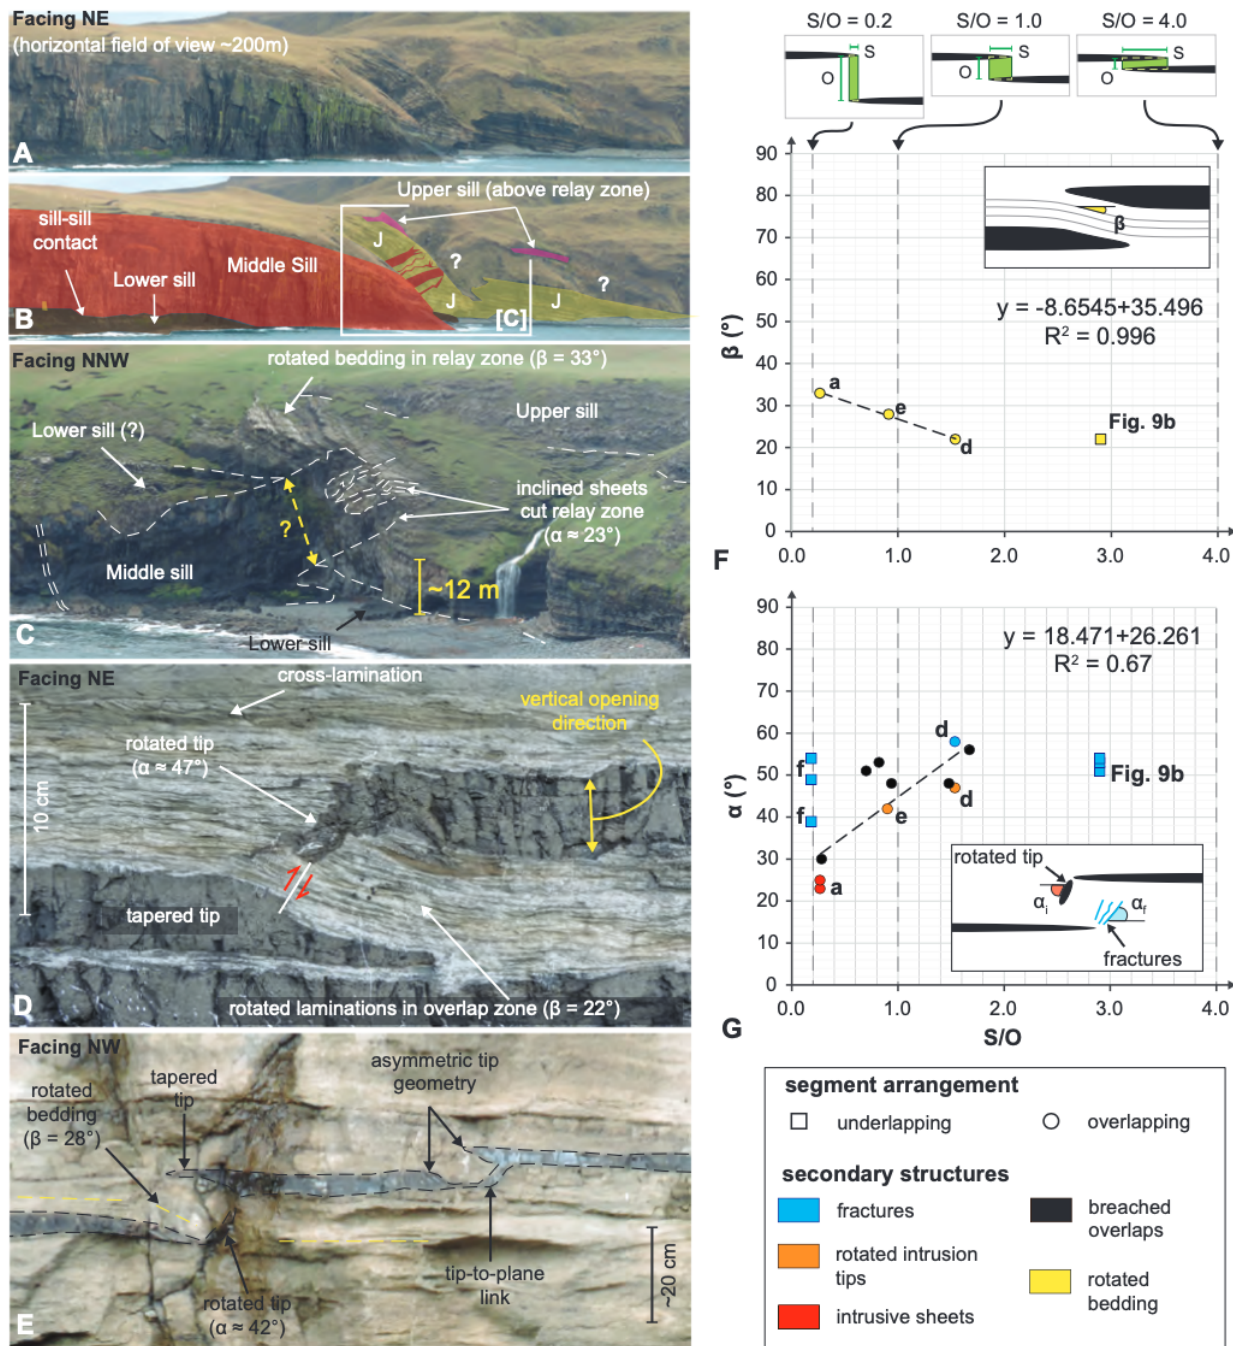 Facing NE
(horizontal field of view ~200m)
A
Upper sill (above relay zone)
sill-sill
contact
Lower sill
Middle Sill
J
?
J
?
J
B
[C]
Facing NNW
rotated bedding in relay zone (β = 33°)
Upper sill
Lower sill (?)
inclined sheets
cut relay zone
(α ≈ 23°)
?
Middle sill
~12 m
Lower sill
C
Facing NE
cross-lamination
vertical opening
direction
rotated tip
(α ≈ 47°)
10 cm
tapered tip
rotated laminations in overlap zone (β = 22°)
D
Facing NW
asymmetric tip
geometry
tapered
tip
rotated
bedding
(β = 28°)
tip-to-plane
link
rotated tip
(α ≈ 42°)
~20 cm
E
S/O = 0.2
S/O = 1.0
S/O = 4.0
S
O
S
O
S
O
90
80
70
60
50
40
30
20
10
0
β (°)
β
y = -8.6545+35.496
R² = 0.996
a
e
d
Fig. 9b
0.0
1.0
2.0
3.0
4.0
F
90
80
70
60
50
40
30
20
10
0
α (°)
y = 18.471+26.261
R² = 0.67
d
f
f
d
e
a
Fig. 9b
rotated tip
αi
αf
fractures
0.0
1.0
2.0
3.0
4.0
S/O
G
segment arrangement
underlapping
overlapping
secondary structures
fractures
breached
overlaps
rotated intrusion
tips
rotated
bedding
intrusive sheets